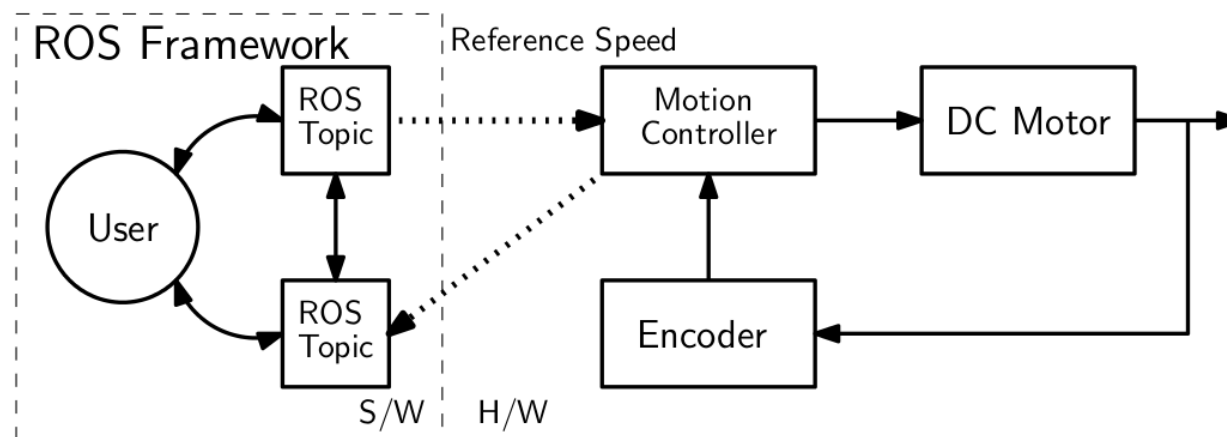 ROS Framework
Reference Speed
ROS
Topic
Motion
Controller
DC Motor
User
ROS
Topic
Encoder
S/W
H/W